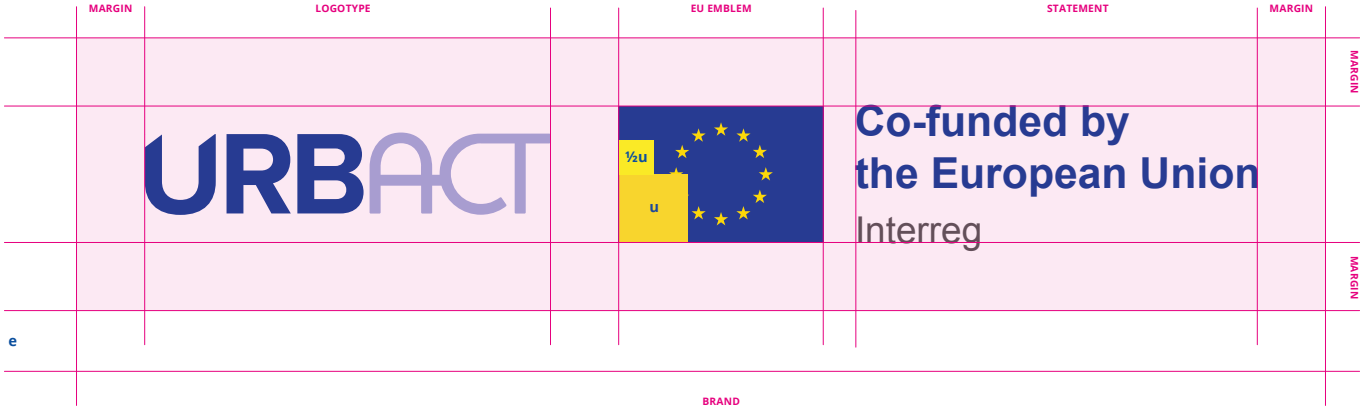 MARGIN LOGOTYPE EU EMBLEM STATEMENT MARGIN
MARGIN
URBACT
½u
u
Co-funded by
the European Union
Interreg
MARGIN
e
BRAND